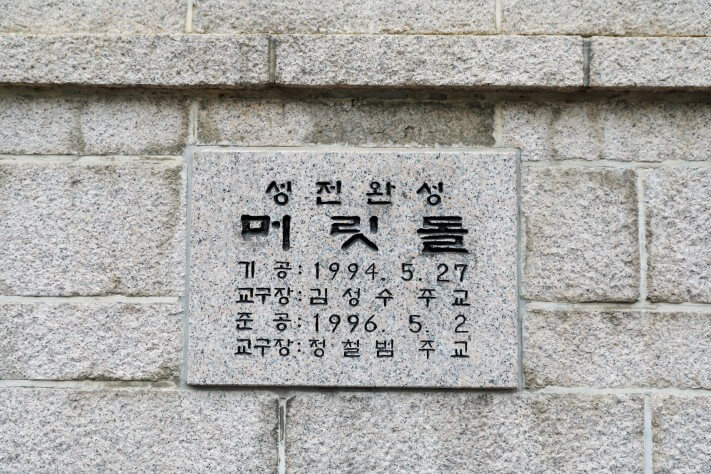 성전완성
머릿돌
기공:1994. 5. 27
교구장:김성수 주교
준공:1996. 5. 2
교구장:정철범 주교